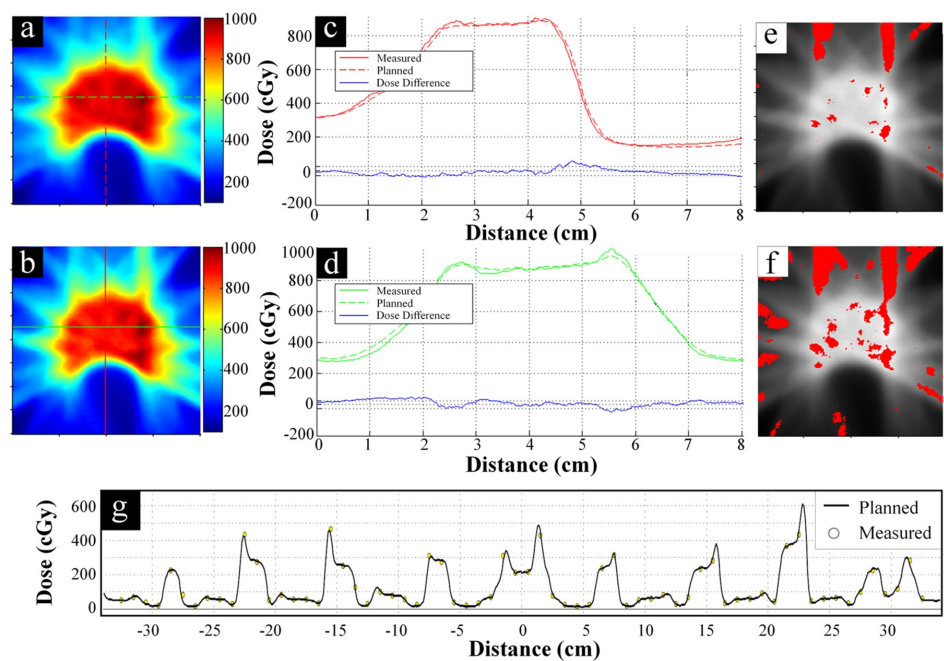 a
1000
800
600
400
200
c
800
600
400
200
0
-200
Dose (cGy)
Measured
Planned
Dose Difference
0 1 2 3 4 5 6 7 8
Distance (cm)
e
b
1000
800
600
400
200
d
1000
800
600
400
200
0
-200
Dose (cGy)
Measured
Planned
Dose Difference
0 1 2 3 4 5 6 7 8
Distance (cm)
f
g
Dose (cGy)
600
400
200
0
Planned
Measured
-30 -25 -20 -15 -10 -5 0 5 10 15 20 25 30
Distance (cm)